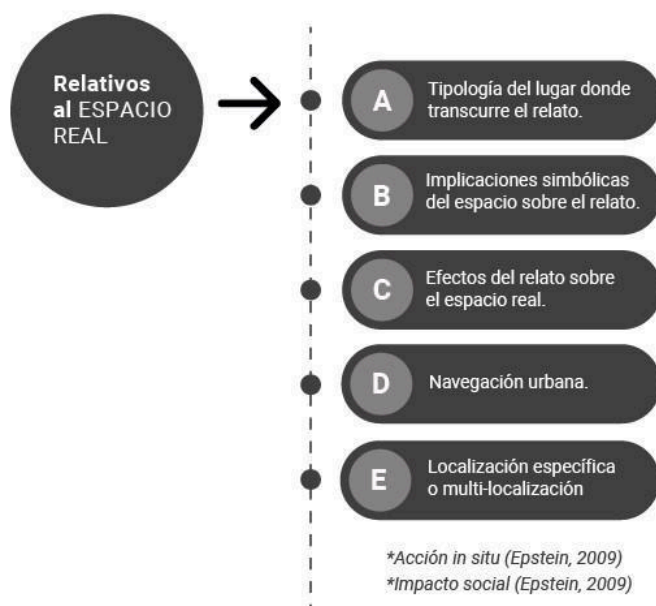 Relativos
al ESPACIO
REAL
A
Tipología del lugar donde
transcurre el relato.
B
Implicaciones simbólicas
del espacio sobre el relato.
C
Efectos del relato sobre
el espacio real.
D
Navegación urbana.
E
Localización específica
o multi-localización
*Acción in situ (Epstein, 2009)
*Impacto social (Epstein, 2009)